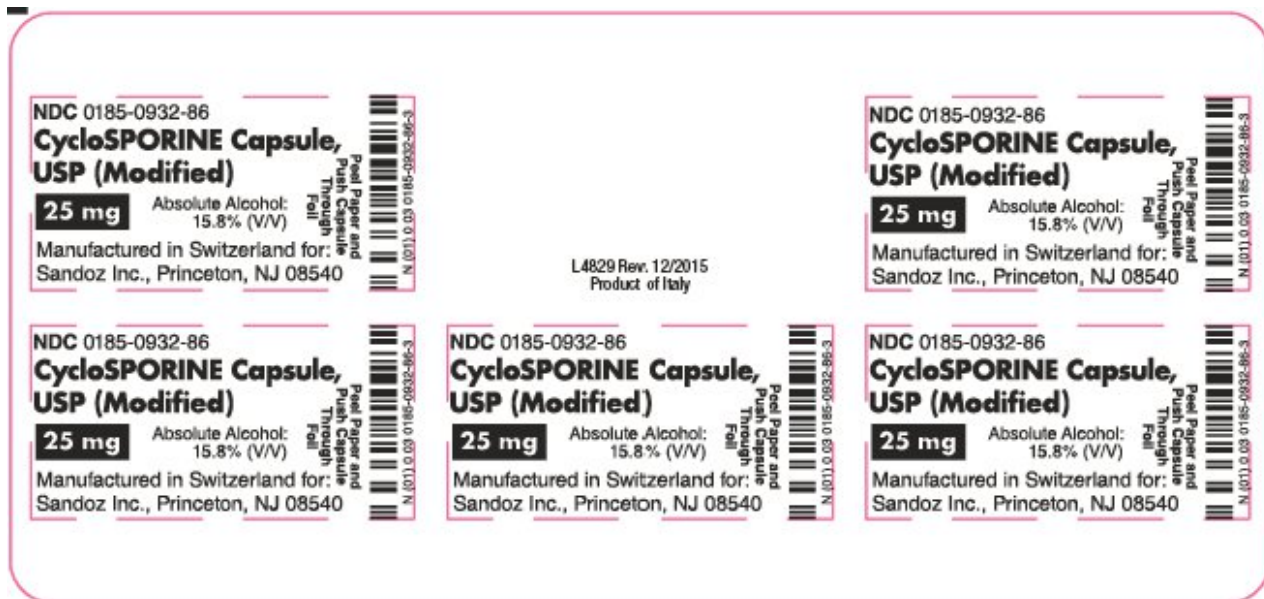 NDC 0185-0932-86
CycloSPORINE Capsule,
USP (Modified)
25 mg
Absolute Alcohol:
15.8% (V/V)
Manufactured in Switzerland for:
Sandoz Inc., Princeton, NJ 08540
Peel Paper and
Push Capsule
Through
Foil
N (01) 0 03 0185-0932-86-3
L4829 Rev. 12/2015
Product of Italy
NDC 0185-0932-86
CycloSPORINE Capsule,
USP (Modified)
25 mg
Absolute Alcohol:
15.8% (V/V)
Manufactured in Switzerland for:
Sandoz Inc., Princeton, NJ 08540
Peel Paper and
Push Capsule
Through
Foil
N (01) 0 03 0185-0932-86-3
NDC 0185-0932-86
CycloSPORINE Capsule,
USP (Modified)
25 mg
Absolute Alcohol:
15.8% (V/V)
Manufactured in Switzerland for:
Sandoz Inc., Princeton, NJ 08540
Peel Paper and
Push Capsule
Through
Foil
N (01) 0 03 0185-0932-86-3
NDC 0185-0932-86
CycloSPORINE Capsule,
USP (Modified)
25 mg
Absolute Alcohol:
15.8% (V/V)
Manufactured in Switzerland for:
Sandoz Inc., Princeton, NJ 08540
Peel Paper and
Push Capsule
Through
Foil
N (01) 0 03 0185-0932-86-3
NDC 0185-0932-86
CycloSPORINE Capsule,
USP (Modified)
25 mg
Absolute Alcohol:
15.8% (V/V)
Manufactured in Switzerland for:
Sandoz Inc., Princeton, NJ 08540
Peel Paper and
Push Capsule
Through
Foil
N (01) 0 03 0185-0932-86-3